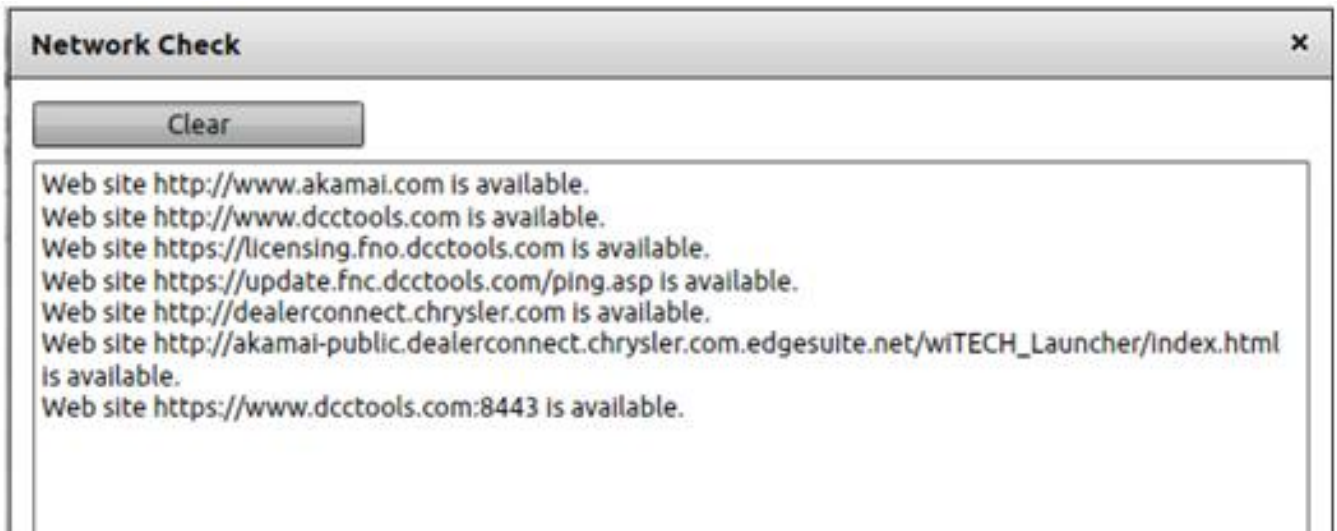 Network Check
×
Clear
Web site http://www.akamai.com is available.
Web site http://www.dcctools.com is available.
Web site https://licensing.fno.dcctools.com is available.
Web site https://update.fnc.dcctools.com/ping.asp is available.
Web site http://dealerconnect.chrysler.com is available.
Web site http://akamai-public.dealerconnect.chrysler.com.edgesuite.net/wiTECH_Launcher/index.html
is available.
Web site https://www.dcctools.com:8443 is available.